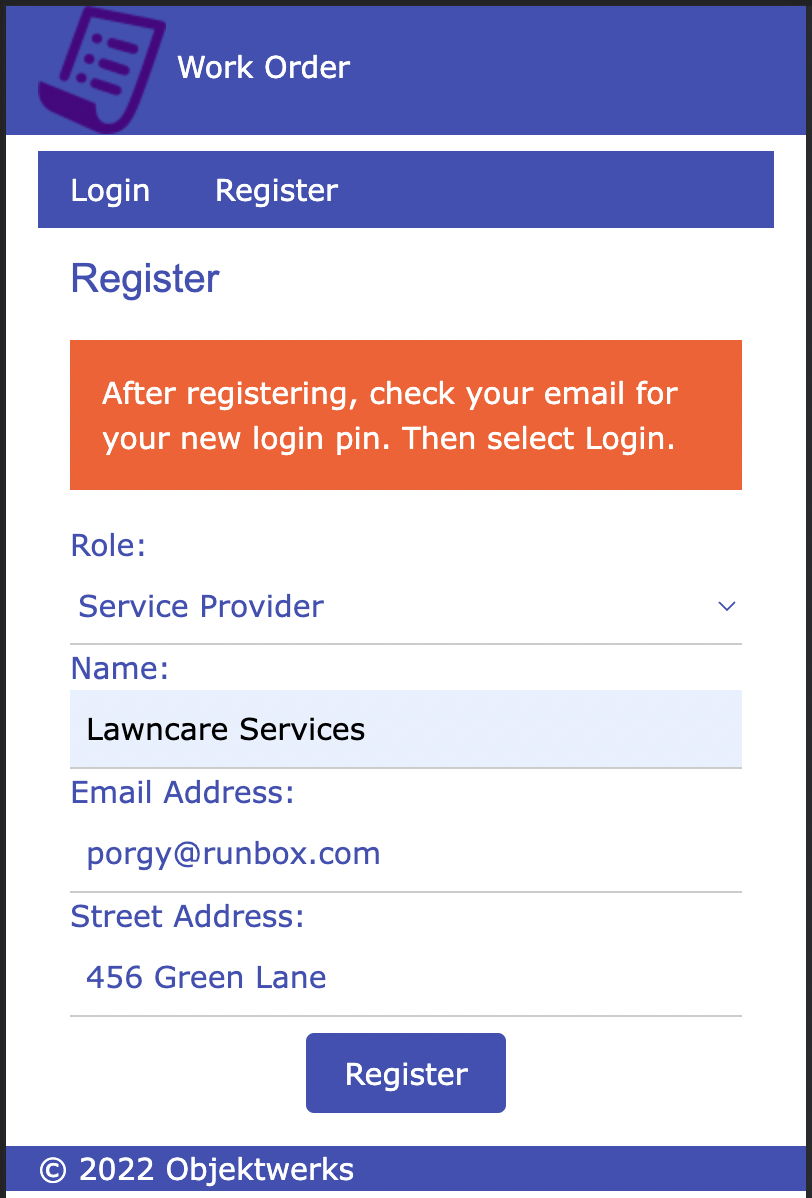 Work Order
Login Register
Register
After registering, check your email for
your new login pin. Then select Login.
Role:
Service Provider
Name:
Lawncare Services
Email Address:
porgy@runbox.com
Street Address:
456 Green Lane
Register
© 2022 Objektwerks